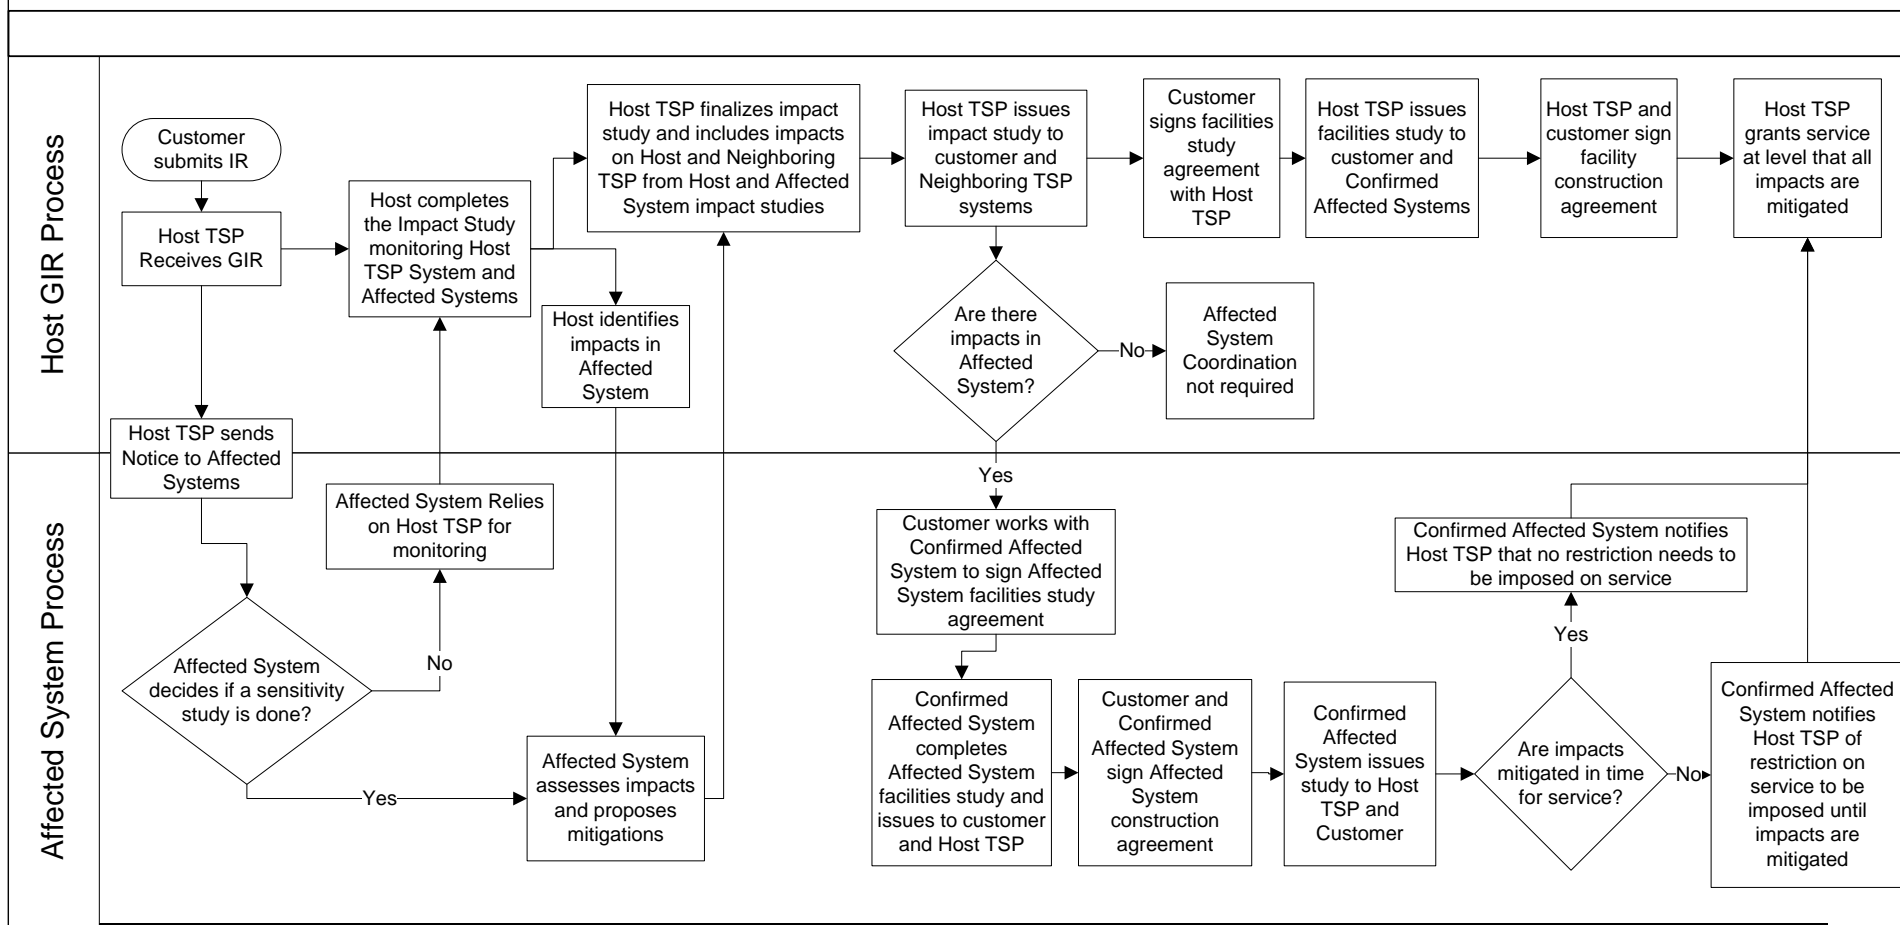 Host GIR Process
Customer
submits IR
Host TSP
Receives GIR
Host TSP sends
Notice to Affected
Systems
Host completes
the Impact Study
monitoring Host
TSP System and
Affected Systems
Host TSP finalizes impact
study and includes impacts
on Host and Neighboring
TSP from Host and Affected
System impact studies
Host identifies
impacts in
Affected
System
Host TSP issues
impact study to
customer and
Neighboring TSP
systems
Customer
signs facilities
study
agreement
with Host
TSP
Host TSP issues
facilities study to
customer and
Confirmed
Affected Systems
Host TSP and
customer sign
facility
construction
agreement
Host TSP
grants service
at level that all
impacts are
mitigated
Are there
impacts in
Affected
System?
No
Affected
System
Coordination
not required
Yes
Affected System Process
Affected System Relies
on Host TSP for
monitoring
No
Affected System
decides if a sensitivity
study is done?
Yes
Affected System
assesses impacts
and proposes
mitigations
Customer works with
Confirmed Affected
System to sign Affected
System facilities study
agreement
Confirmed
Affected System
completes
Affected System
facilities study and
issues to customer
and Host TSP
Customer and
Confirmed
Affected System
sign Affected
System
construction
agreement
Confirmed
Affected
System issues
study to Host
TSP and
Customer
Are impacts
mitigated in time
for service?
Yes
Confirmed Affected System notifies
Host TSP that no restriction needs to
be imposed on service
No
Confirmed Affected
System notifies
Host TSP of
restriction on
service to be
imposed until
impacts are
mitigated